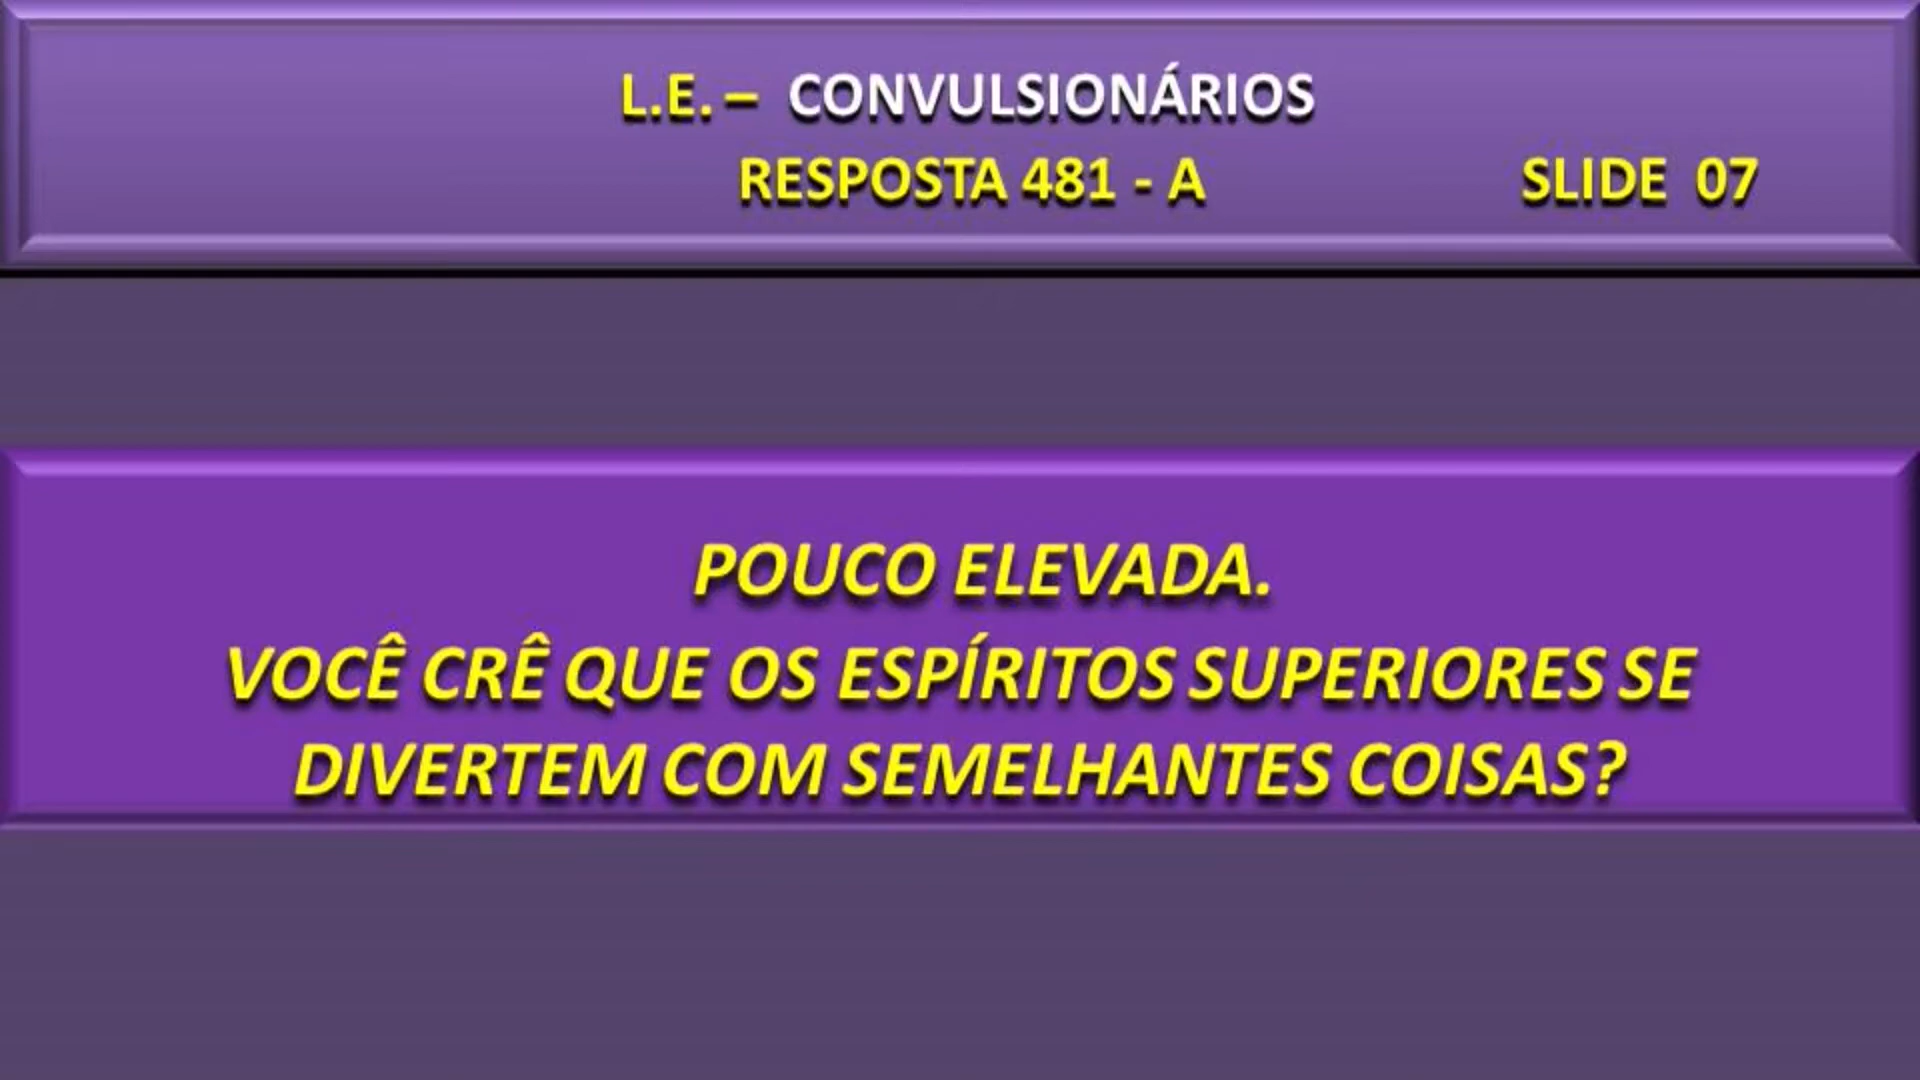 L.E. – CONVULSIONÁRIOS
RESPOSTA 481 - A SLIDE 07
POUCO ELEVADA.
VOCÊ CRÊ QUE OS ESPÍRITOS SUPERIORES SE
DIVERTEM COM SEMELHANTES COISAS?